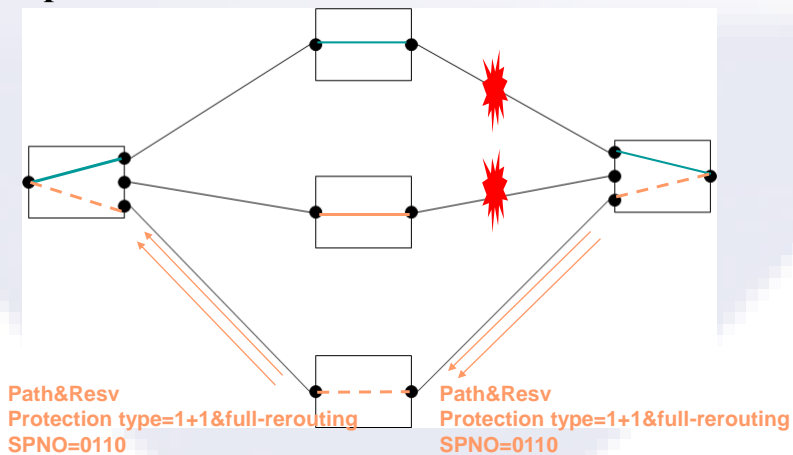 Path&Resv
Protection type=1+1&full-rerouting
SPNO=0110
Path&Resv
Protection type=1+1&full-rerouting
SPNO=0110